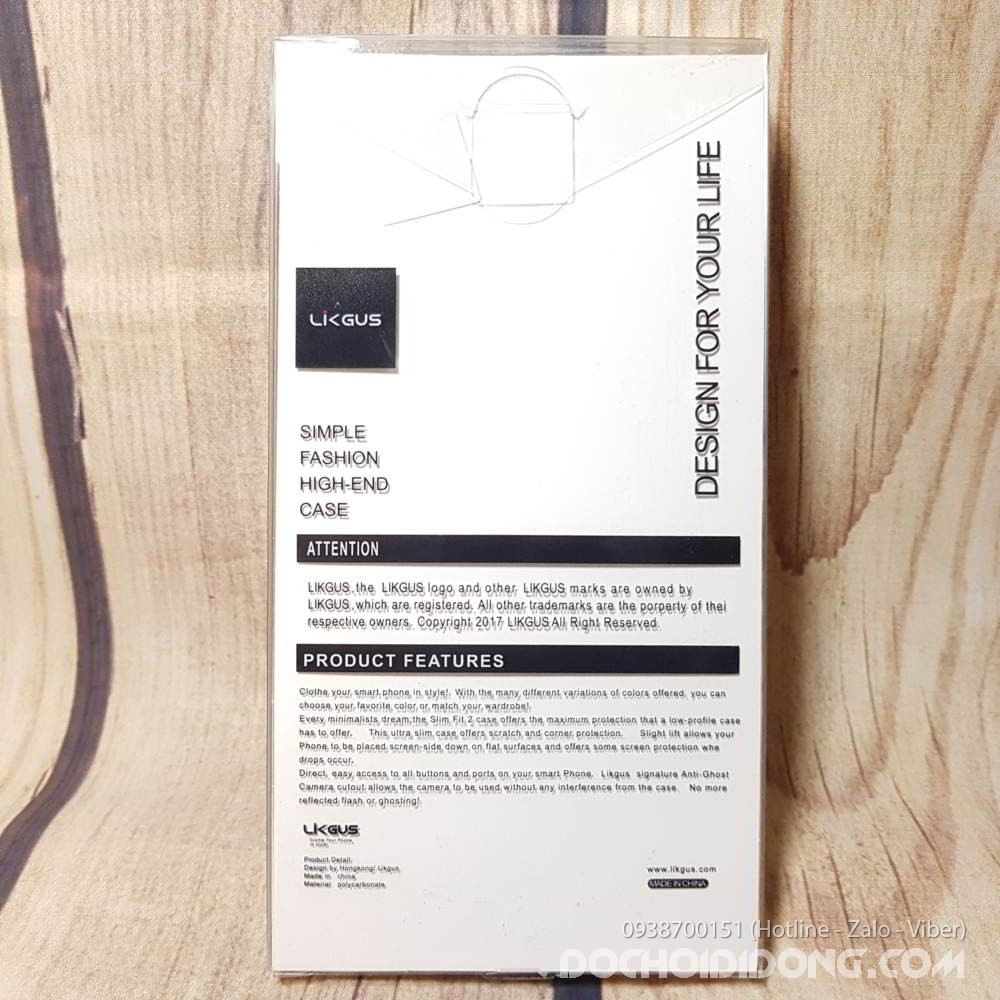 DESIGN FOR YOUR LIFE
LIKGUS
SIMPLE
FASHION
HIGH-END
CASE
ATTENTION
LIKGUS,the LIKGUS logo and other LIKGUS marks are owned by
LIKGUS,which are registered. All other trademarks are the porperty of thei
respective owners. Copyright 2017 LIKGUS All Right Reserved.
PRODUCT FEATURES
Clothe your smart phone in style! With the many different variations of colors offered, you can
choose your favorite color or match your wardrobe!
Every minimalists dream,the Slim Fit 2 case offers the maximum protection that a low-profile case
has to offer. This ultra slim case offers scratch and corner protection. Slight lift allows your
Phone to be placed screen-side down on flat surfaces and offers some screen protection whe
drops occur.
Direct, easy access to all buttons and ports on your smart Phone. Likgus signature Anti-Ghost
Camera cutout allows the camera to be used without any interference from the case. No more
reflected flash or ghosting!
LIKGUS
Clothe Your Phone
Product Detail:
Design by Hongkong/ Likgus
Made in china
Material polycarbonate
www.likgus.com
MADE IN CHINA
0938700151 (Hotline - Zalo - Viber)
DOCHOIDIDONG.COM